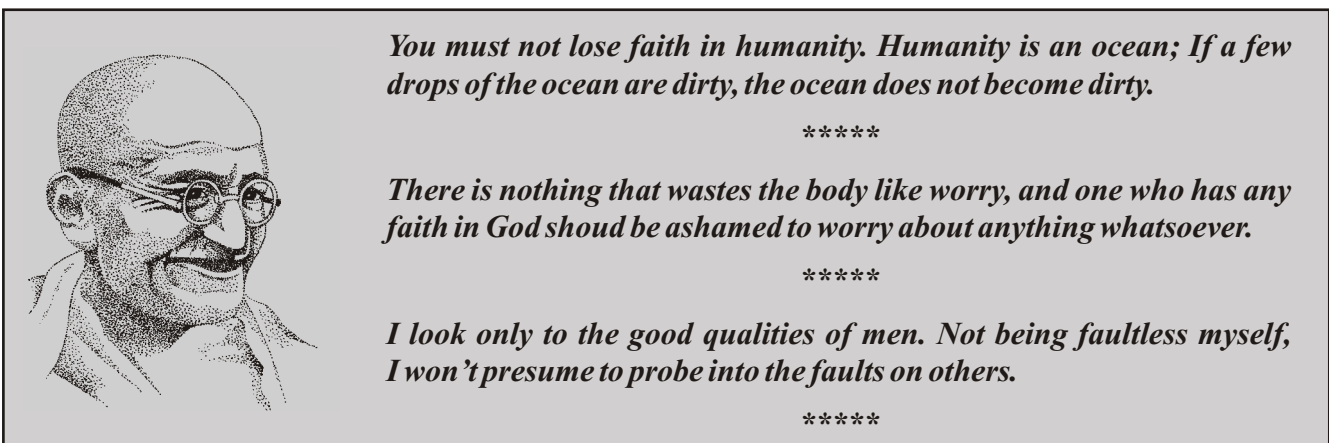 You must not lose faith in humanity. Humanity is an ocean; If a few
drops of the ocean are dirty, the ocean does not become dirty.
*****
There is nothing that wastes the body like worry, and one who has any
faith in God shoud be ashamed to worry about anything whatsoever.
*****
I look only to the good qualities of men. Not being faultless myself,
I won't presume to probe into the faults on others.
*****